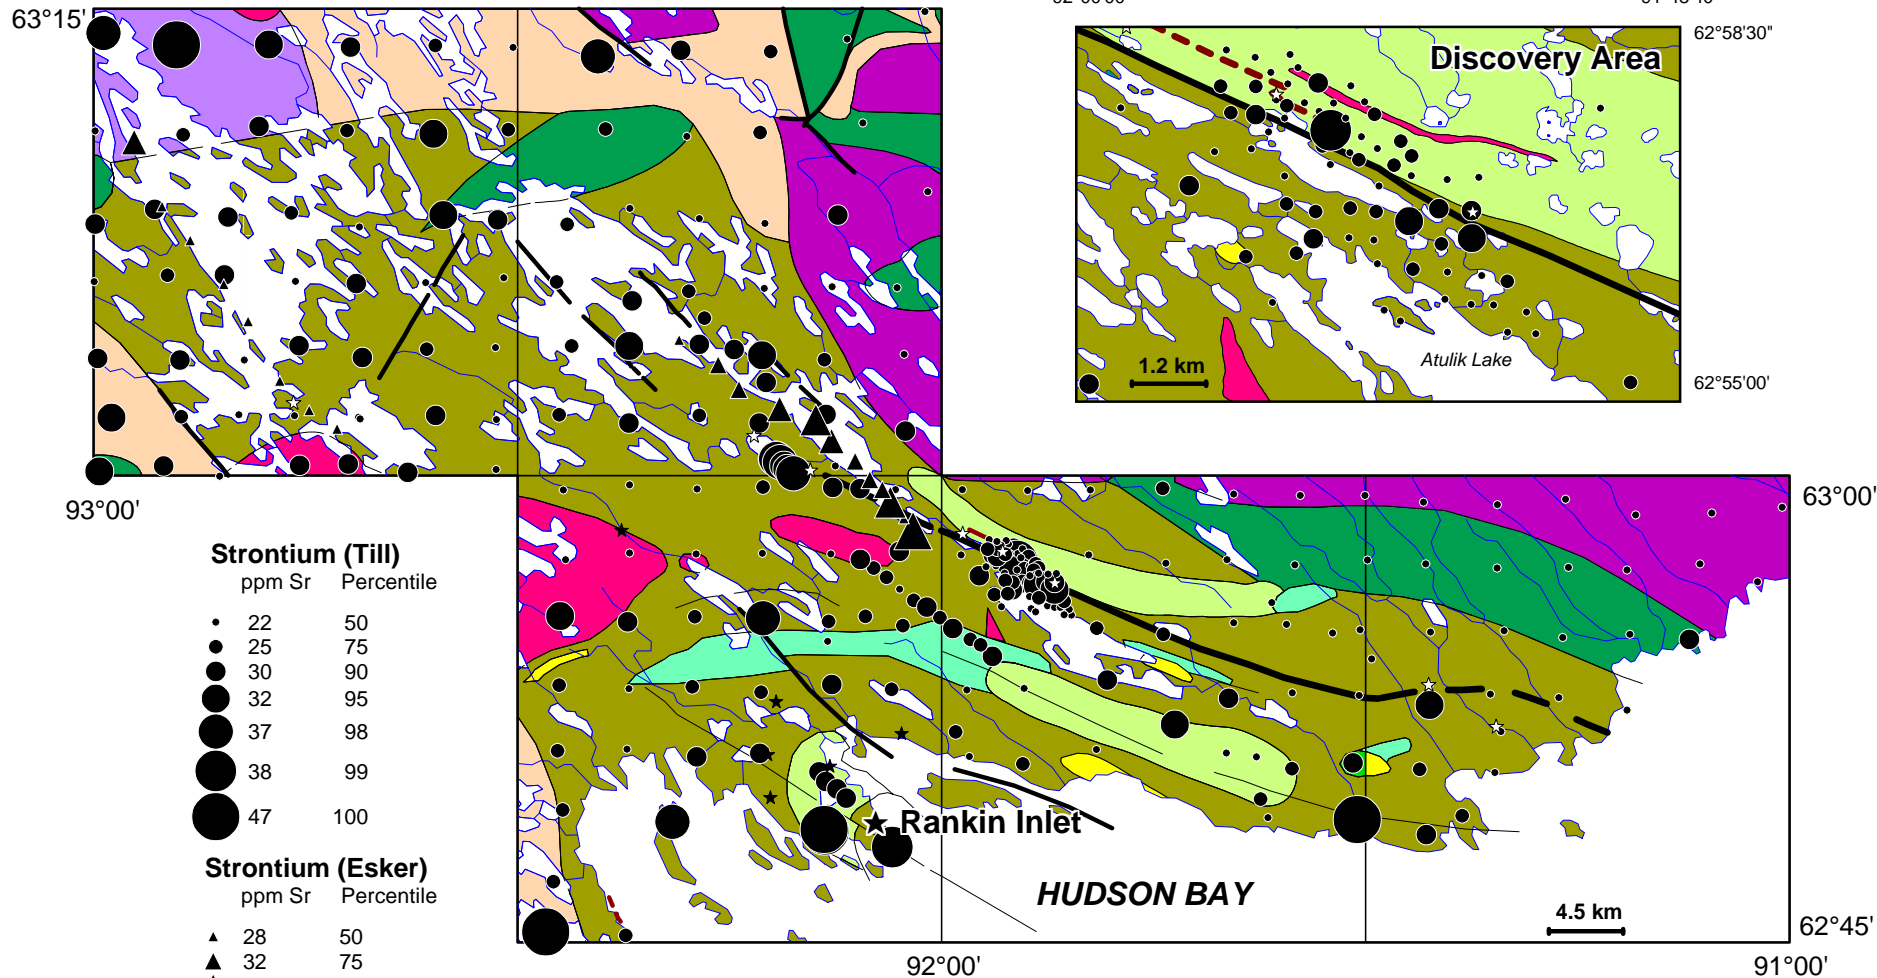 63°15'
62°58'30"
Discovery Area
1.2 km
Atulik Lake
62°55'00'
93°00'
63°00'
Strontium (Till)
ppm Sr Percentile
22 50
25 75
30 90
32 95
37 98
38 99
47 100
Strontium (Esker)
ppm Sr Percentile
28 50
32 75
Rankin Inlet
HUDSON BAY
4.5 km
62°45'
92°00'
91°00'